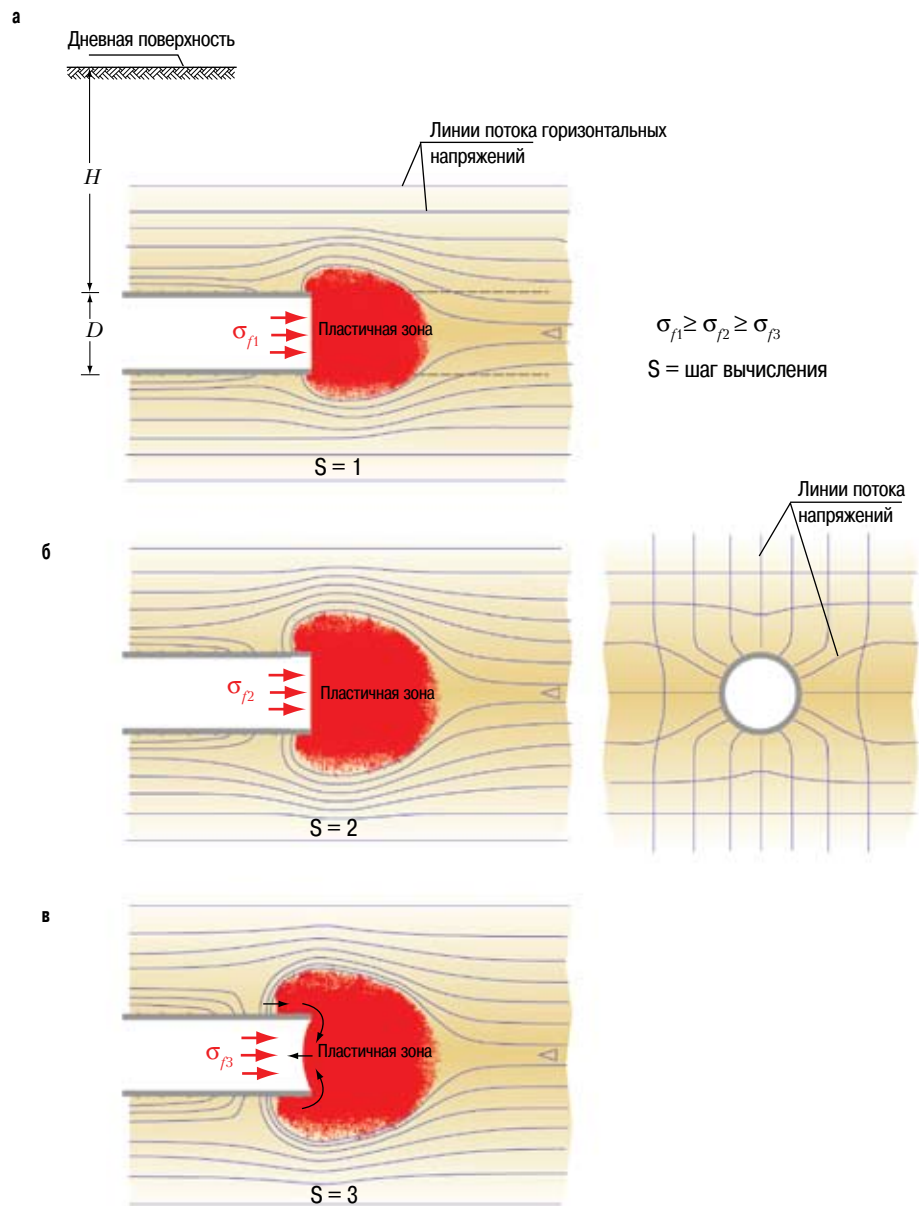 а
Дневная поверхность
Линии потока горизонтальных
напряжений
H
D
σf1
Пластичная зона
σf1 ≥ σf2 ≥ σf3
S = шаг вычисления
S = 1
Линии потока
напряжений
б
σf2
Пластичная зона
S = 2
в
σf3
Пластичная зона
S = 3